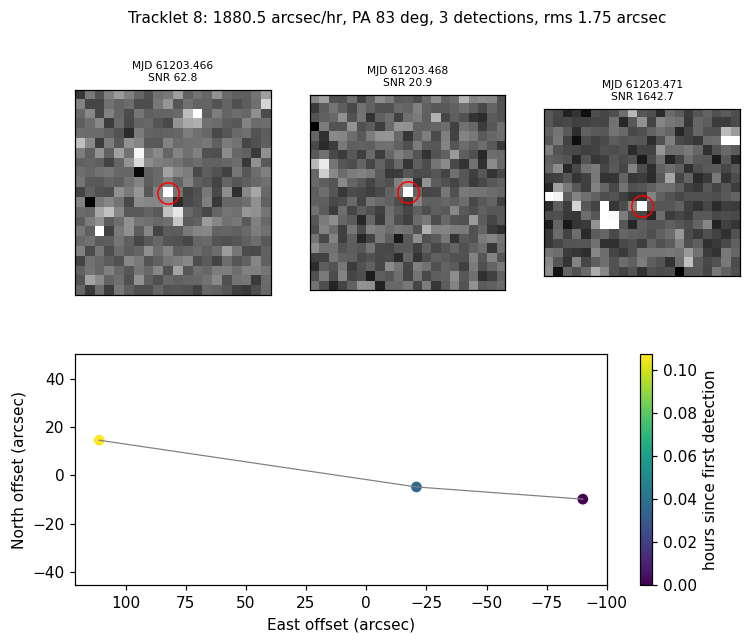 Tracklet 8: 1880.5 arcsec/hr, PA 83 deg, 3 detections, rms 1.75 arcsec
MJD 61203.466
SNR 62.8
MJD 61203.468
SNR 20.9
MJD 61203.471
SNR 1642.7
40
20
0
−20
−40
North offset (arcsec)
100
75
50
25
0
−25
−50
−75
−100
East offset (arcsec)
0.10
0.08
0.06
0.04
0.02
0.00
hours since first detection